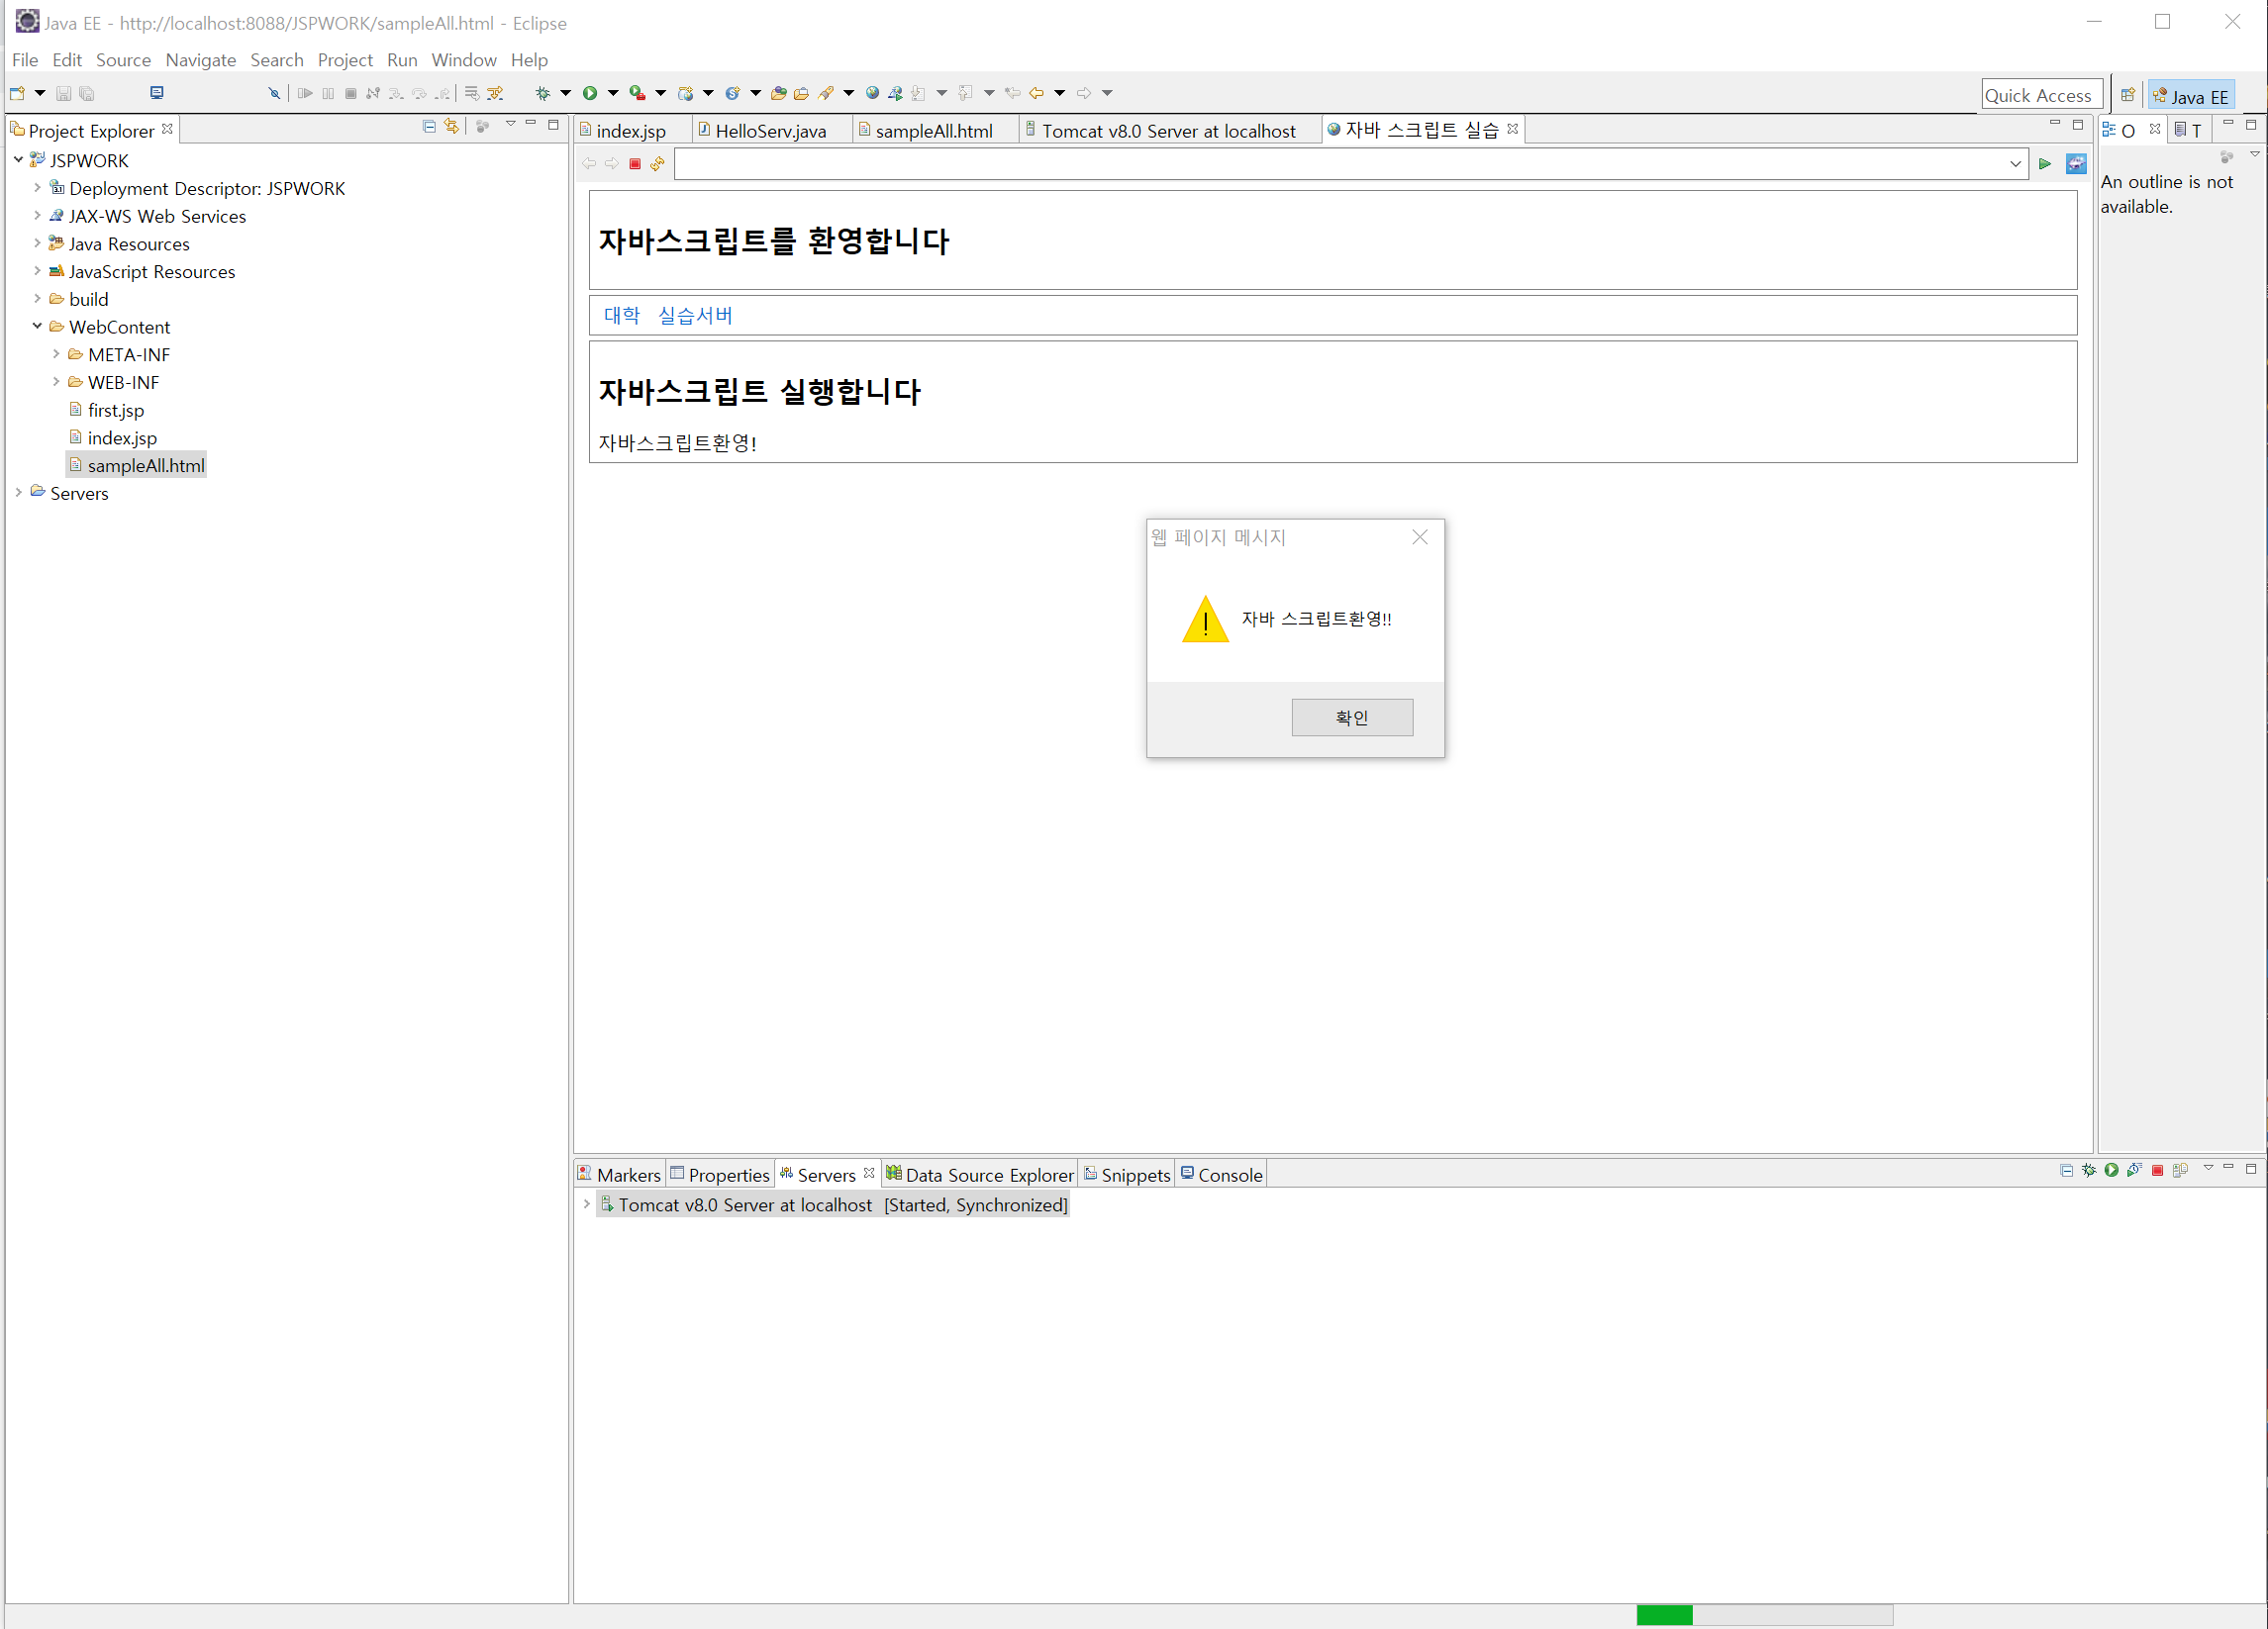 Java EE - http://localhost:8088/JSPWORK/sampleAll.html - Eclipse
File Edit Source Navigate Search Project Run Window Help
Quick Access
Java EE
Project Explorer
JSPWORK
Deployment Descriptor: JSPWORK
JAX-WS Web Services
Java Resources
JavaScript Resources
build
WebContent
META-INF
WEB-INF
first.jsp
index.jsp
sampleAll.html
Servers
index.jsp HelloServ.java sampleAll.html Tomcat v8.0 Server at localhost 자바 스크립트 실습
자바스크립트를 환영합니다
대학 실습서버
자바스크립트 실행합니다
자바스크립트환영!
웹 페이지 메시지
자바 스크립트환영!!
확인
O T
An outline is not
available.
Markers Properties Servers Data Source Explorer Snippets Console
Tomcat v8.0 Server at localhost [Started, Synchronized]